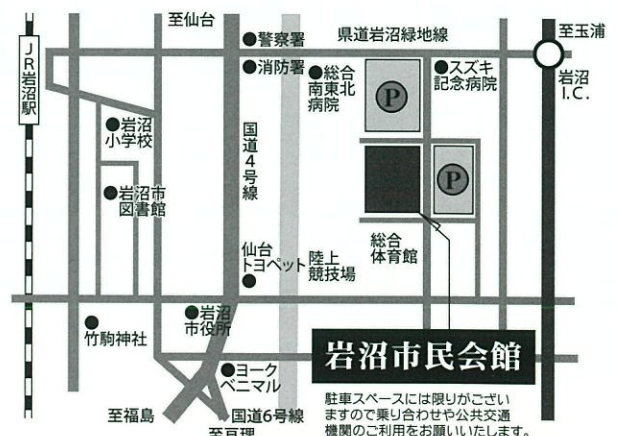 至仙台
●警察署
県道岩沼緑地線
至玉浦
JR岩沼駅
●消防署
●総合
南東北
病院
P
●スズキ
記念病院
岩沼
I.C.
●岩沼
小学校
国道4号線
P
●岩沼市
図書館
総合
体育館
仙台
トヨペット
陸上
競技場
●岩沼
市役所
竹駒神社
岩沼市民会館
●ヨーク
ベニマル
駐車スペースには限りがござい
ますので乗り合わせや公共交通
機関のご利用をお願いいたします。
至福島
国道6号線
至亘理